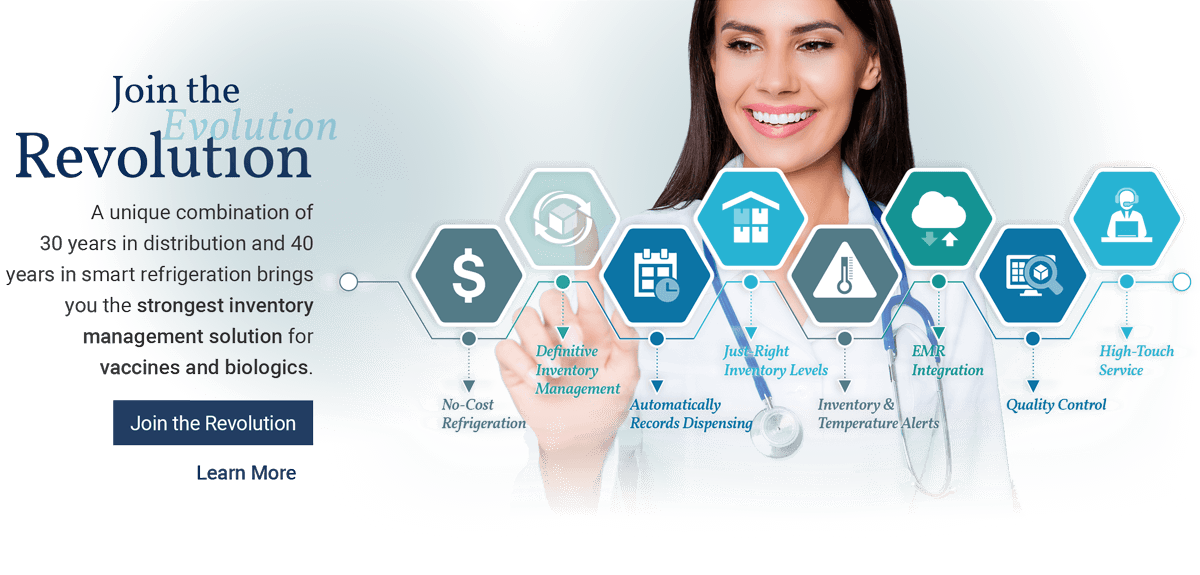 Join the
Evolution
Revolution
A unique combination of
30 years in distribution and 40
years in smart refrigeration brings
you the strongest inventory
management solution for
vaccines and biologics.
Join the Revolution
Learn More
$
No-Cost
Refrigeration
Definitive
Inventory
Management
Automatically
Records Dispensing
Just-Right
Inventory Levels
Inventory &
Temperature Alerts
EMR
Integration
Quality Control
High-Touch
Service